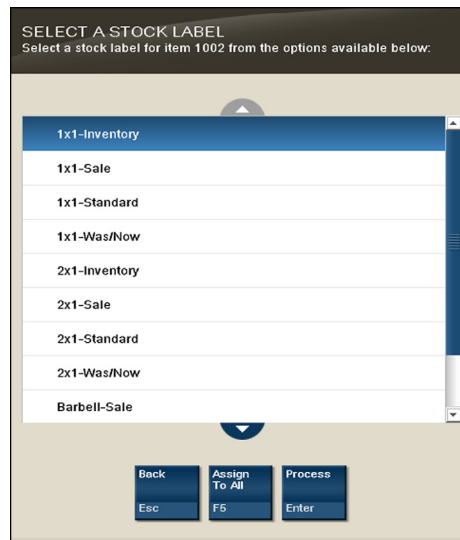 SELECT A STOCK LABEL
Select a stock label for item 1002 from the options available below:
1x1-Inventory
1x1-Sale
1x1-Standard
1x1-Was/Now
2x1-Inventory
2x1-Sale
2x1-Standard
2x1-Was/Now
Barbell-Sale
Back
Esc
Assign
To All
F5
Process
Enter